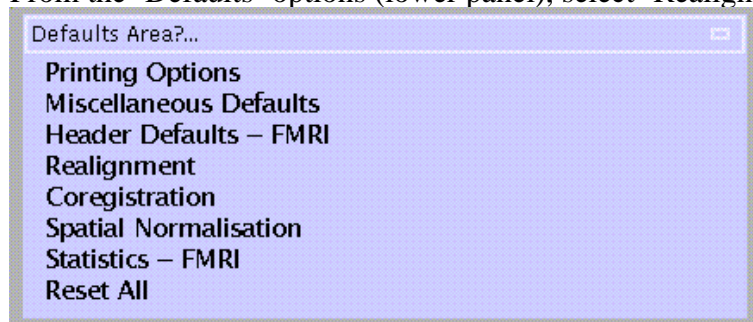 From the "Defaults" options (lower panel), select "Realign
Defaults Area?...
Printing Options
Miscellaneous Defaults
Header Defaults – FMRI
Realignment
Coregistration
Spatial Normalisation
Statistics – FMRI
Reset All